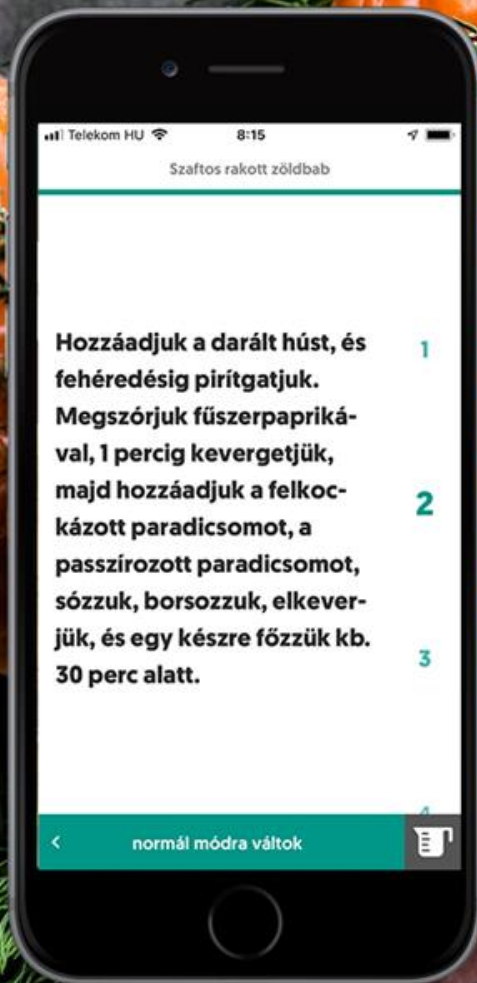 Telekom HU
8:15
Szaftos rakott zöldbab
Hozzáadjuk a darált húst, és
fehéredésig pirítgatjuk.
Megszórjuk fűszerpapriká-
val, 1 percig kevergetjük,
majd hozzáadjuk a felkoc-
kázott paradicsomot, a
passzírozott paradicsomot,
sózzuk, borsozzuk, elkever-
jük, és egy készre főzzük kb.
30 perc alatt.
1
2
3
4
< normál módra váltok